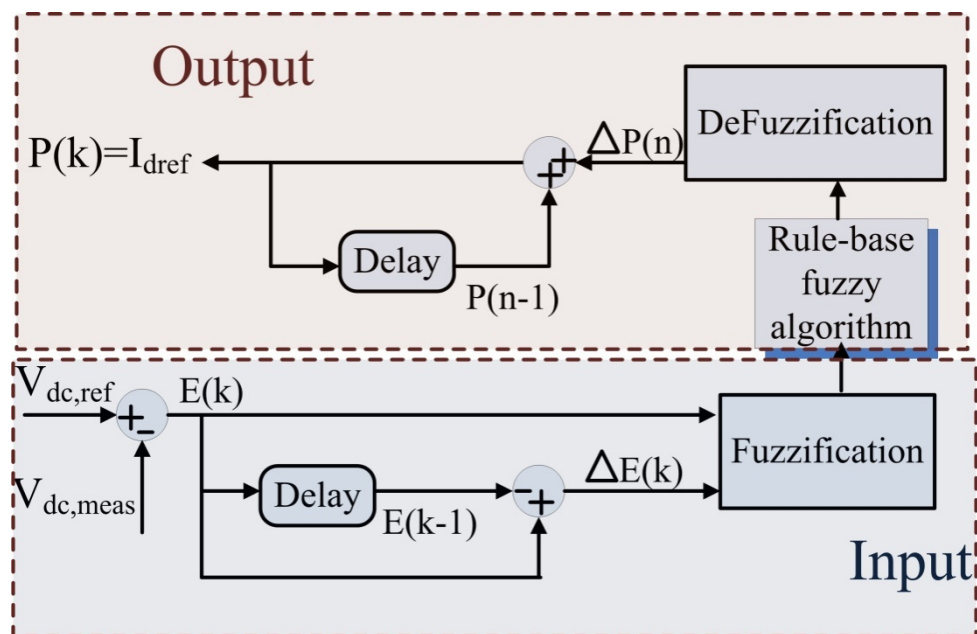 Output
DeFuzzification
ΔP(n)
P(k)=I_dref
+
+
Delay
P(n-1)
Rule-base
fuzzy
algorithm
V_dc,ref
E(k)
+
-
V_dc,meas
Fuzzification
ΔE(k)
Delay
-
+
E(k-1)
Input